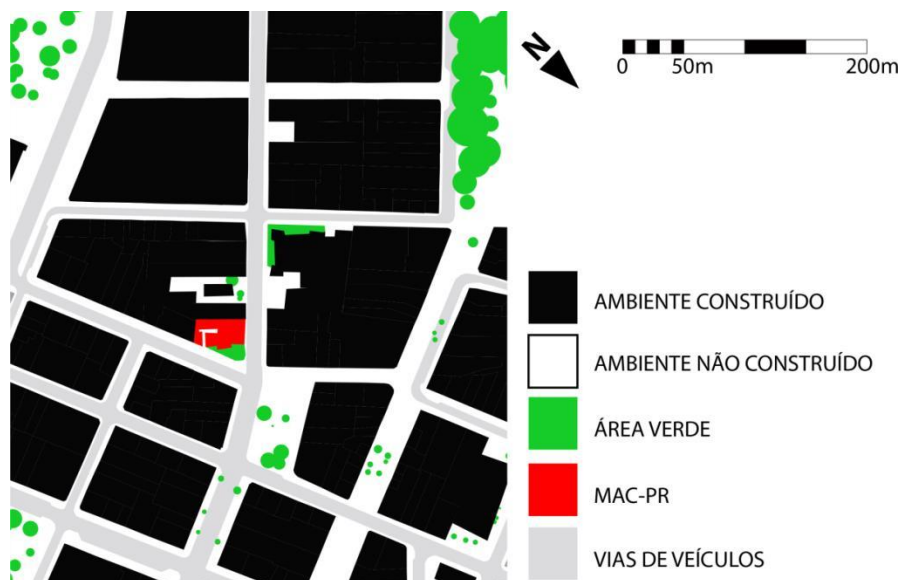 N
0 50m 200m
AMBIENTE CONSTRUÍDO
AMBIENTE NÃO CONSTRUÍDO
ÁREA VERDE
MAC-PR
VIAS DE VEÍCULOS